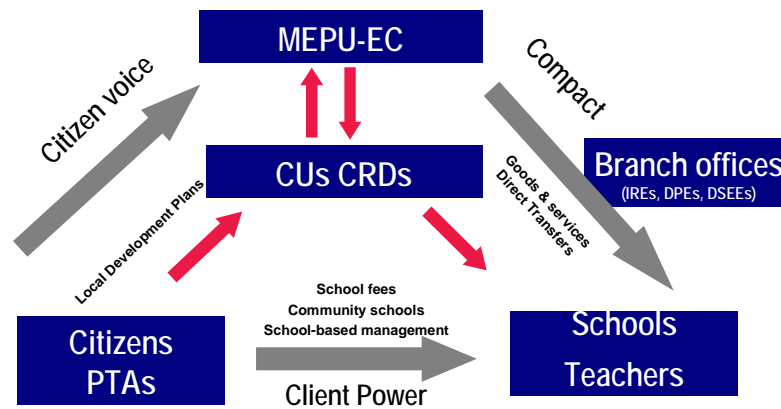 MEPU-EC
Citizen voice
Compact
CUs CRDs
Branch offices
(IREs, DPEs, DSEEs)
Goods & services
Direct Transfers
Local Development Plans
School fees
Community schools
School-based management
Citizens
PTAs
Schools
Teachers
Client Power